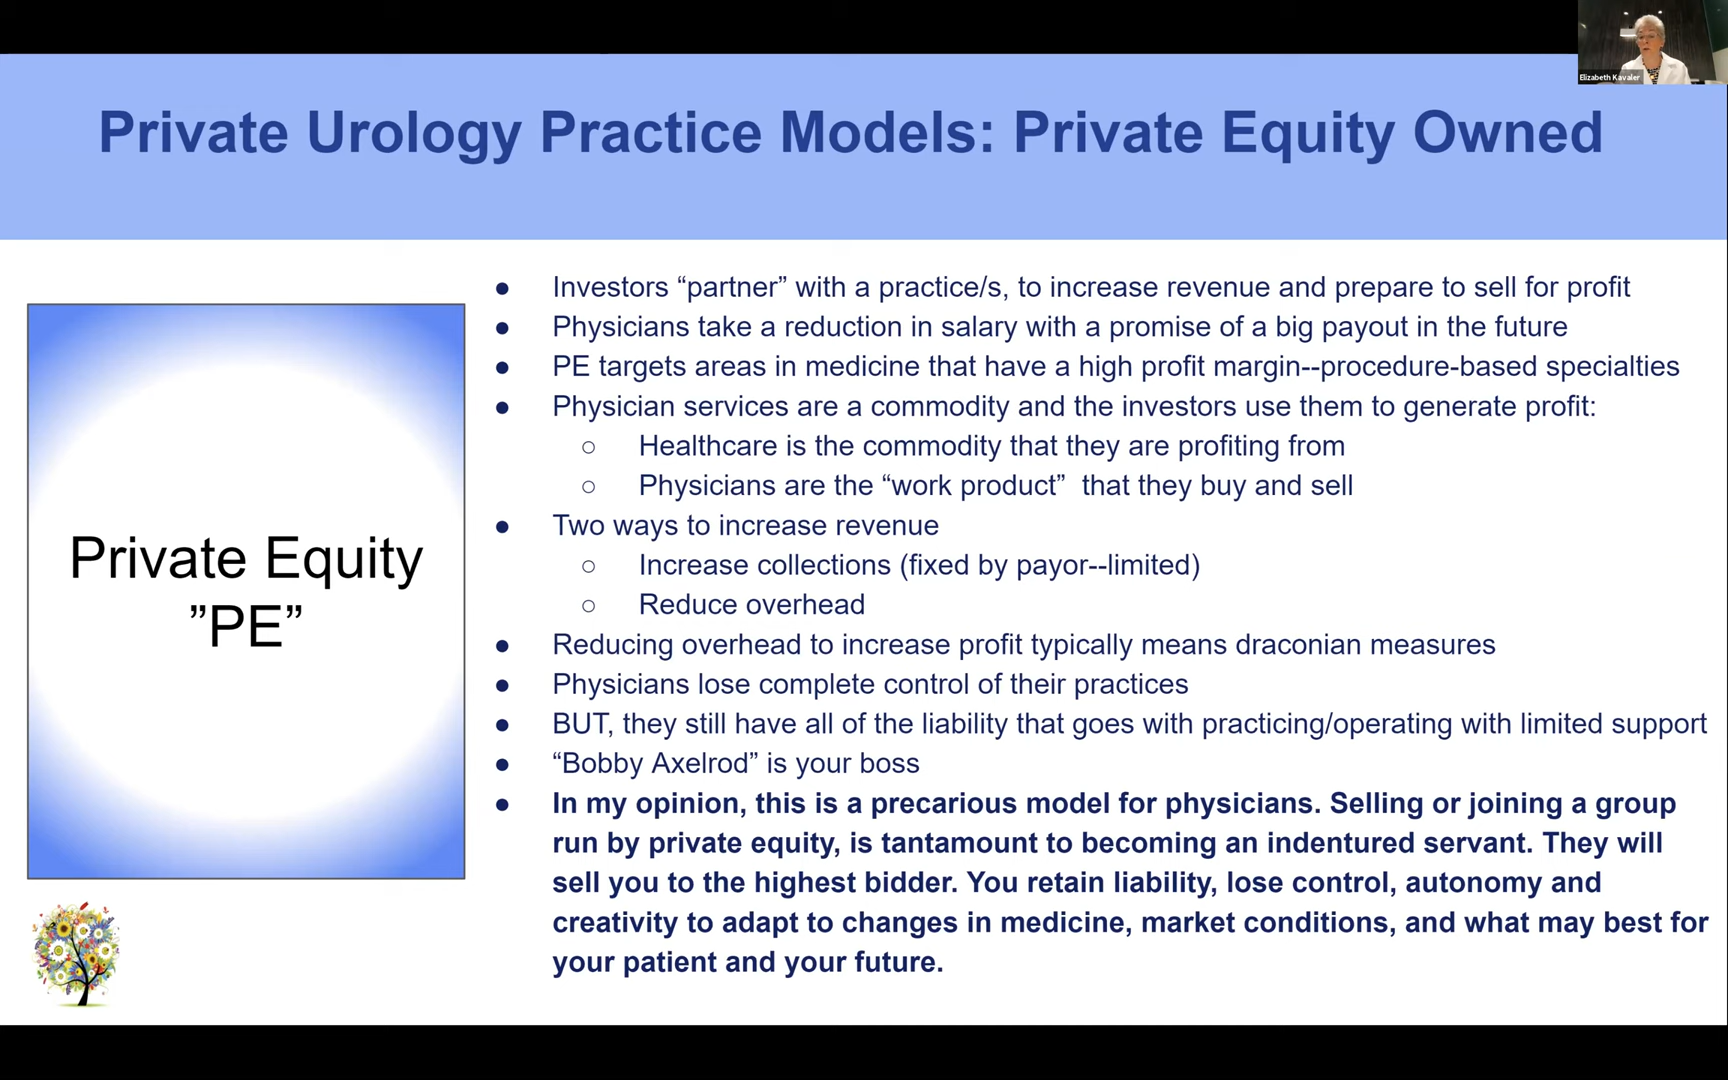 Elizabeth Kavaler
Private Urology Practice Models: Private Equity Owned
Private Equity
”PE”
● Investors “partner” with a practice/s, to increase revenue and prepare to sell for profit
● Physicians take a reduction in salary with a promise of a big payout in the future
● PE targets areas in medicine that have a high profit margin--procedure-based specialties
● Physician services are a commodity and the investors use them to generate profit:
○ Healthcare is the commodity that they are profiting from
○ Physicians are the “work product” that they buy and sell
● Two ways to increase revenue
○ Increase collections (fixed by payor--limited)
○ Reduce overhead
● Reducing overhead to increase profit typically means draconian measures
● Physicians lose complete control of their practices
● BUT, they still have all of the liability that goes with practicing/operating with limited support
● “Bobby Axelrod” is your boss
● In my opinion, this is a precarious model for physicians. Selling or joining a group
run by private equity, is tantamount to becoming an indentured servant. They will
sell you to the highest bidder. You retain liability, lose control, autonomy and
creativity to adapt to changes in medicine, market conditions, and what may best for
your patient and your future.